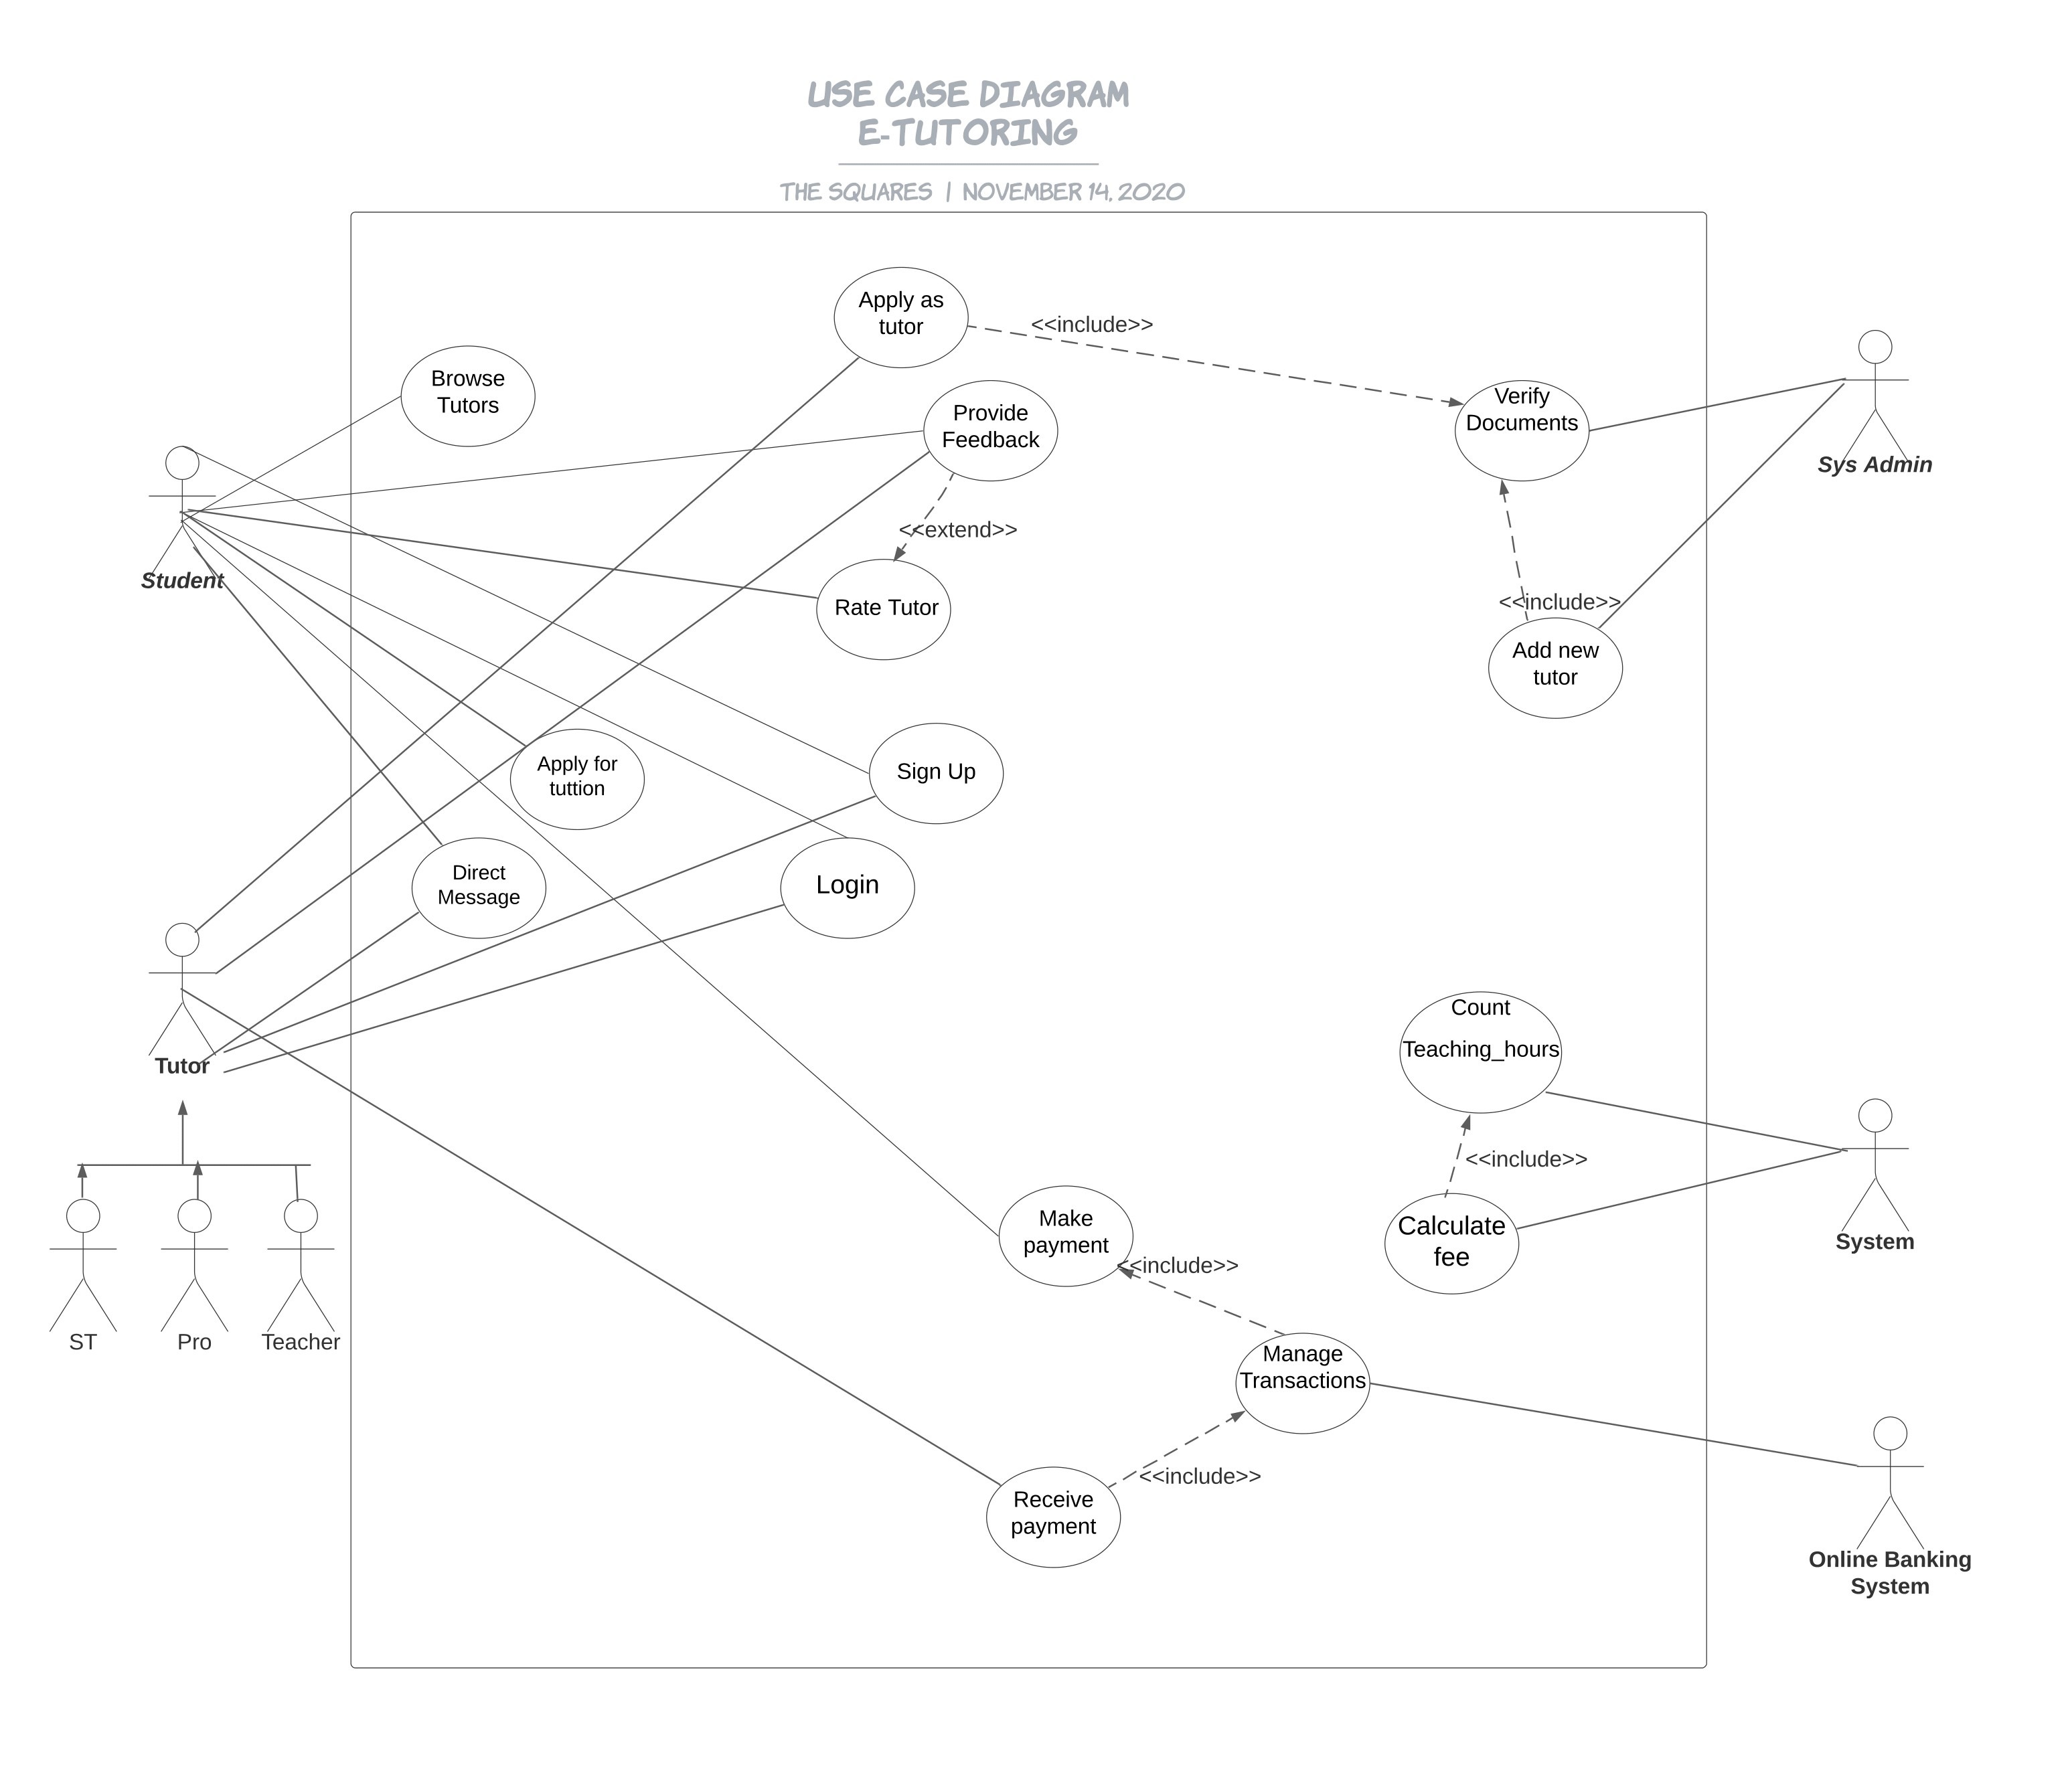 USE CASE DIAGRAM
E-TUTORING
THE SQUARES | NOVEMBER 14, 2020
Apply as
tutor
<<include>>
Browse
Tutors
Provide
Feedback
Verify
Documents
Sys Admin
<<extend>>
Student
Rate Tutor
<<include>>
Add new
tutor
Apply for
tuttion
Sign Up
Direct
Message
Login
Tutor
Count
Teaching_hours
<<include>>
Make
payment
Calculate
fee
System
<<include>>
ST
Pro
Teacher
Manage
Transactions
<<include>>
Receive
payment
Online Banking
System